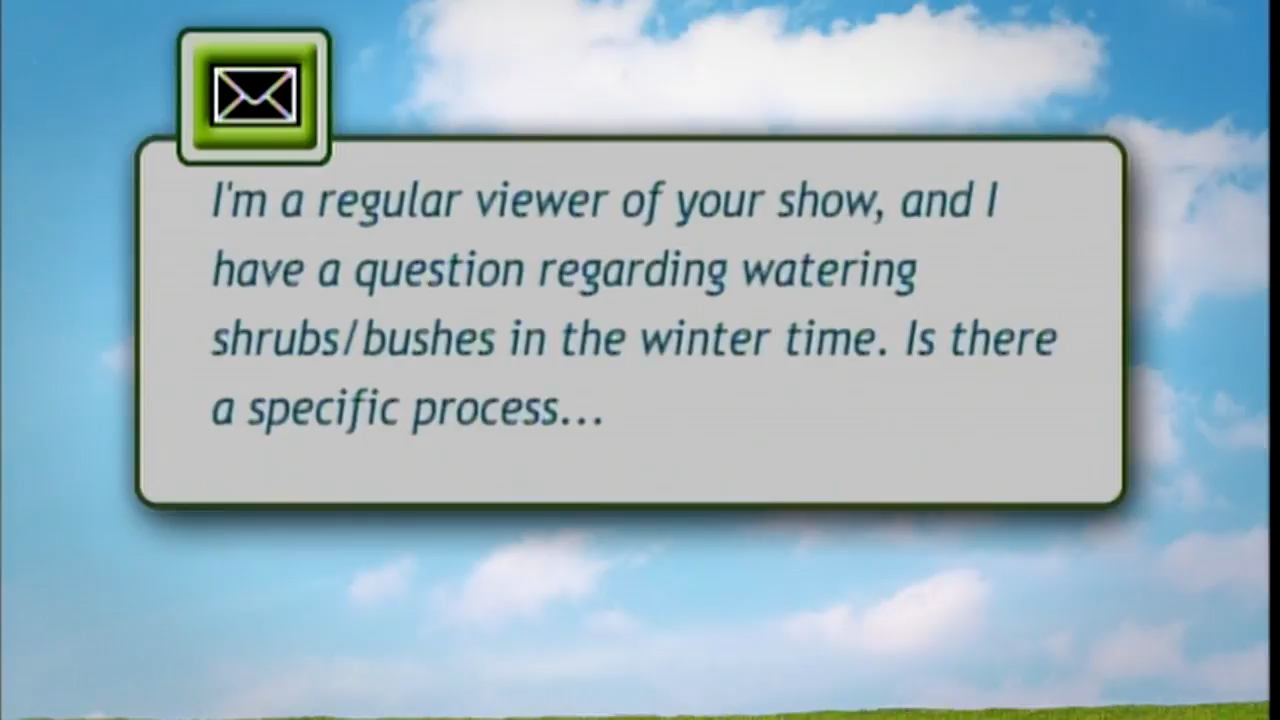 I'm a regular viewer of your show, and I
have a question regarding watering
shrubs/bushes in the winter time. Is there
a specific process...